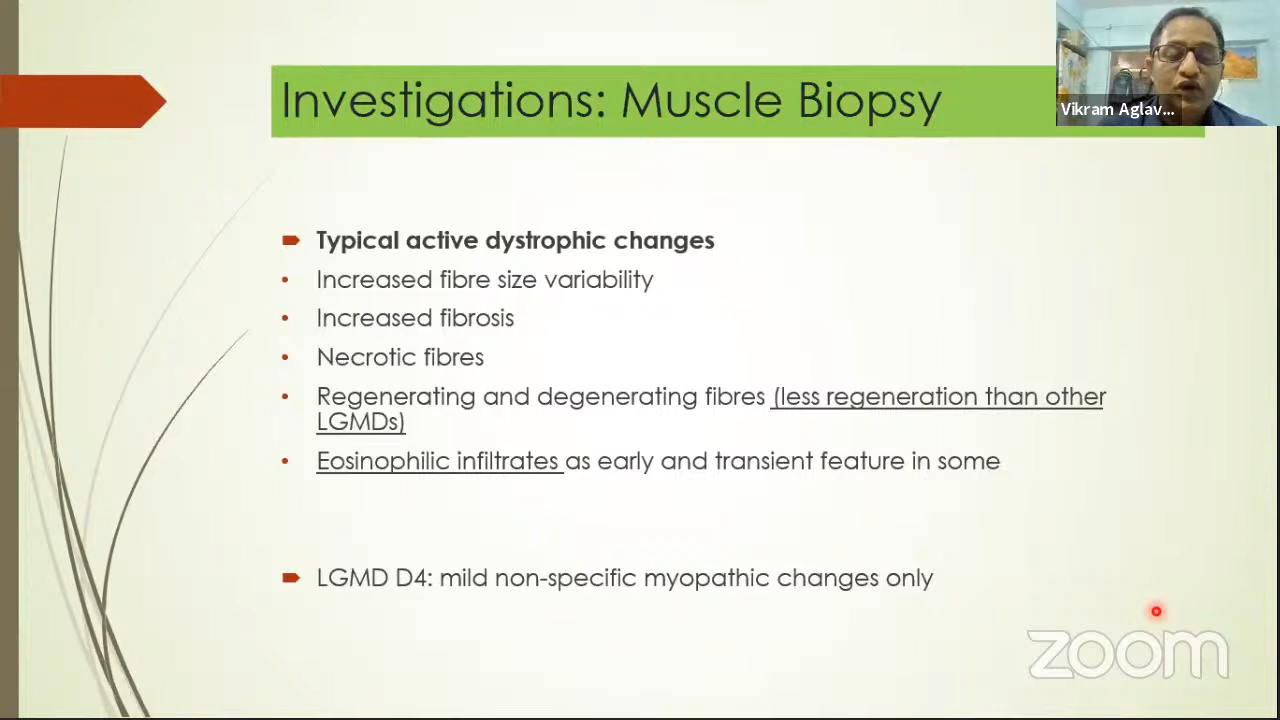 Investigations: Muscle Biopsy
Vikram Aglav...
Typical active dystrophic changes
Increased fibre size variability
Increased fibrosis
Necrotic fibres
Regenerating and degenerating fibres (less regeneration than other
LGMDs)
Eosinophilic infiltrates as early and transient feature in some
LGMD D4: mild non-specific myopathic changes only
zoom